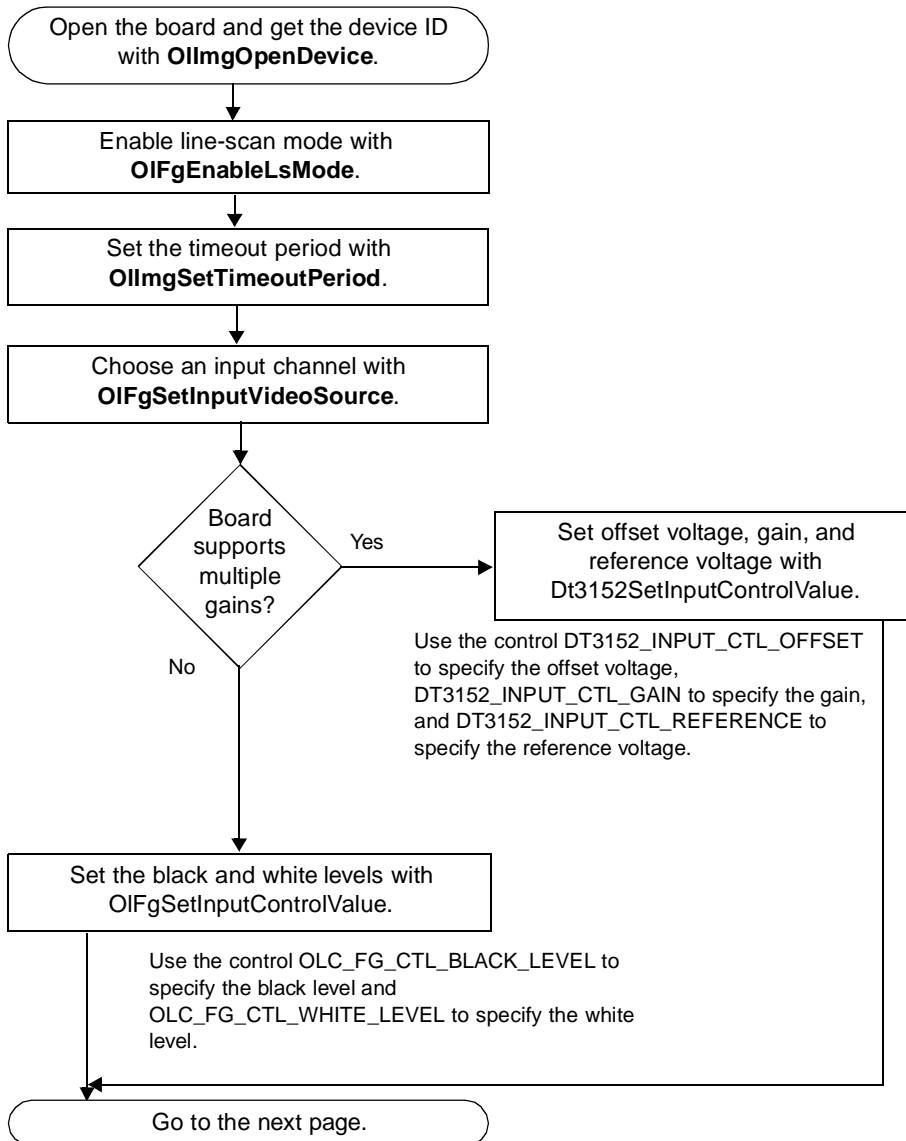 Open the board and get the device ID
with OlImgOpenDevice.
Enable line-scan mode with
OlFgEnableLsMode.
Set the timeout period with
OlImgSetTimeoutPeriod.
Choose an input channel with
OlFgSetInputVideoSource.
Board
supports
multiple
gains?
Yes
Set offset voltage, gain, and
reference voltage with
Dt3152SetInputControlValue.
Use the control DT3152_INPUT_CTL_OFFSET
to specify the offset voltage,
DT3152_INPUT_CTL_GAIN to specify the gain,
and DT3152_INPUT_CTL_REFERENCE to
specify the reference voltage.
No
Set the black and white levels with
OlFgSetInputControlValue.
Use the control OLC_FG_CTL_BLACK_LEVEL to
specify the black level and
OLC_FG_CTL_WHITE_LEVEL to specify the white
level.
Go to the next page.